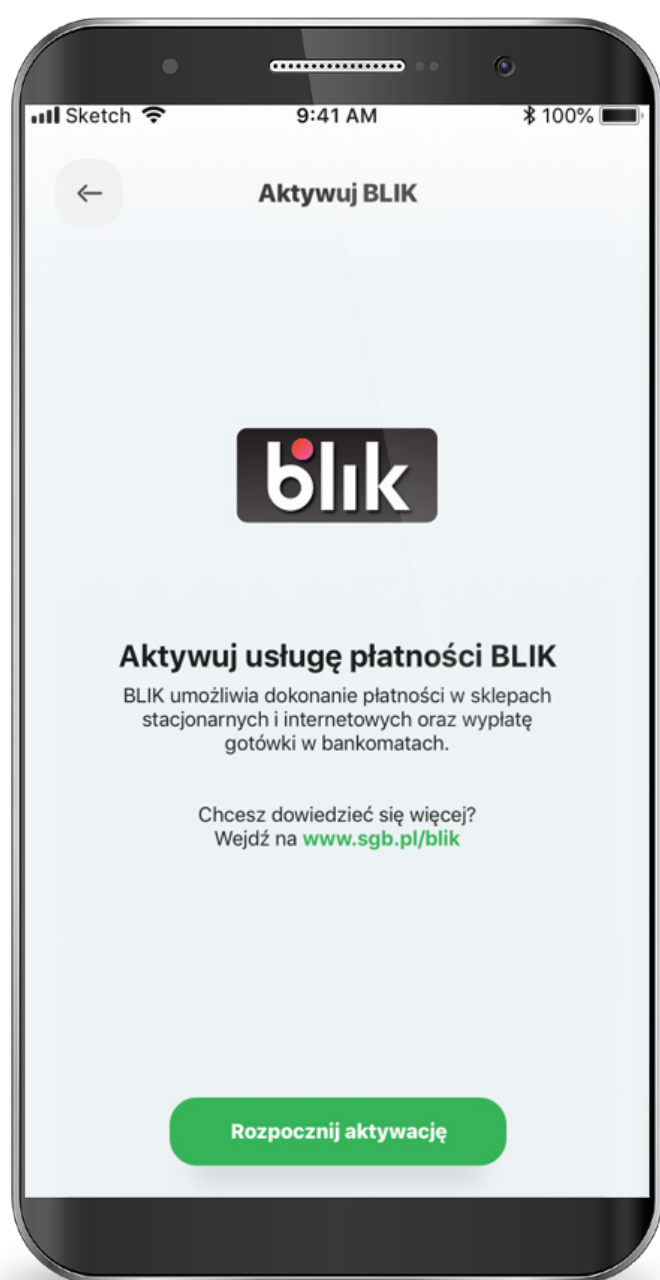 Sketch 9:41 AM 100%
Aktywuj BLIK
blik
Aktywuj usługę płatności BLIK
BLIK umożliwia dokonanie płatności w sklepach
stacjonarnych i internetowych oraz wypłatę
gotówki w bankomatach.
Chcesz dowiedzieć się więcej?
Wejdź na www.sgb.pl/blik
Rozpocznij aktywację